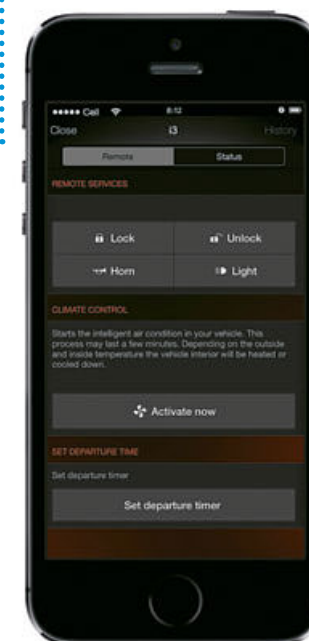 Cell 8:12
Close i3 History
Remote Status
REMOTE SERVICES
Lock Unlock
Horn Light
CLIMATE CONTROL
Starts the intelligent air condition in your vehicle. This
process may last a few minutes. Depending on the outside
and inside temperature the vehicle interior will be heated or
cooled down.
Activate now
SET DEPARTURE TIME
Set departure timer
Set departure timer